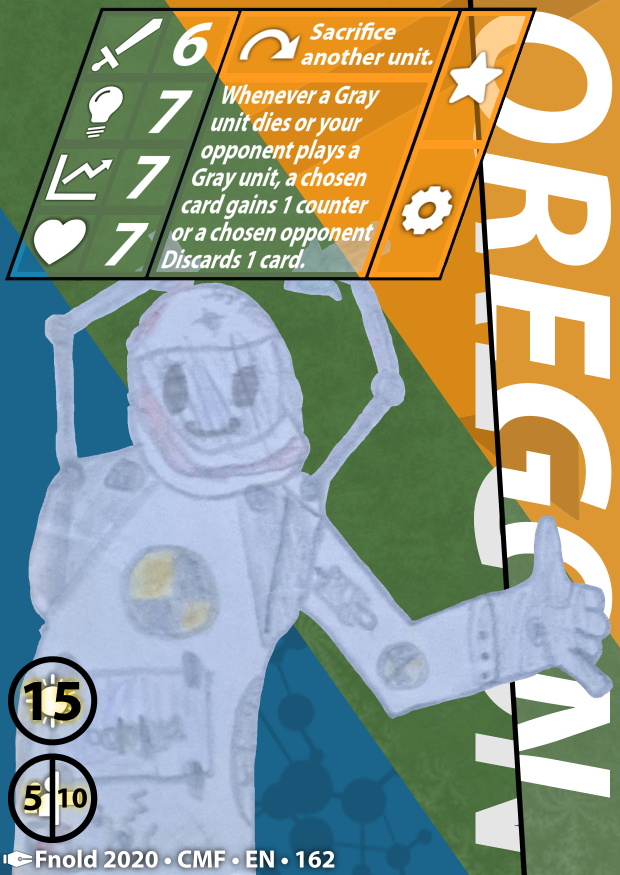 6
7
7
7
Sacrifice
another unit.
Whenever a Gray
unit dies or your
opponent plays a
Gray unit, a chosen
card gains 1 counter
or a chosen opponent
Discards 1 card.
OREGON
15
5 10
Fnold 2020 • CMF • EN • 162